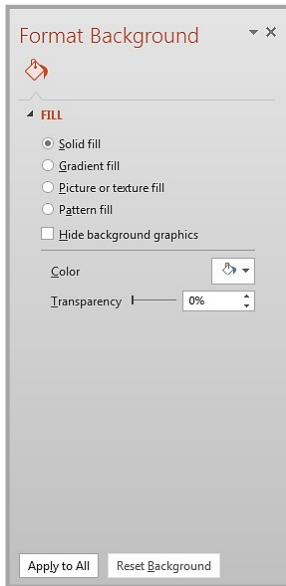 Format Background
FILL
Solid fill
Gradient fill
Picture or texture fill
Pattern fill
Hide background graphics
Color
Transparency 0%
Apply to All Reset Background